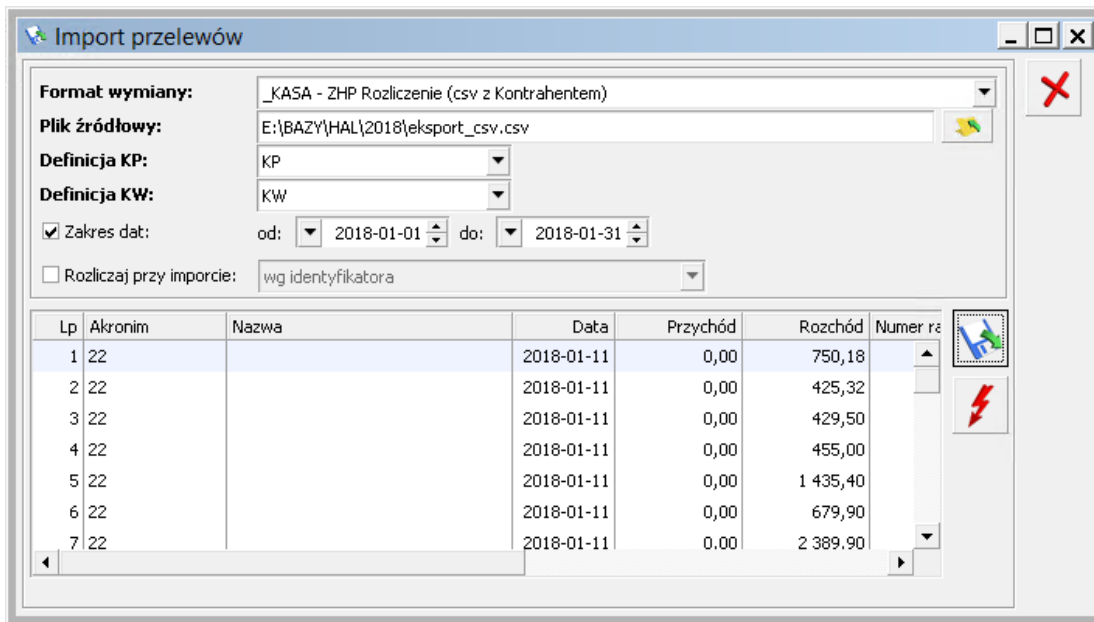 Import przelewów
Format wymiany: _KASA - ZHP Rozliczenie (csv z Kontrahentem)
Plik źródłowy: E:\BAZY\HAL\2018\eksport_csv.csv
Definicja KP: KP
Definicja KW: KW
Zakres dat: od: 2018-01-01 do: 2018-01-31
Rozliczaj przy imporcie: wg identyfikatora
Lp Akronim Nazwa Data Przychód Rozchód Numer
1 22 2018-01-11 0,00 750,18
2 22 2018-01-11 0,00 425,32
3 22 2018-01-11 0,00 429,50
4 22 2018-01-11 0,00 455,00
5 22 2018-01-11 0,00 1 435,40
6 22 2018-01-11 0,00 679,90
7 22 2018-01-11 0,00 2 389,90